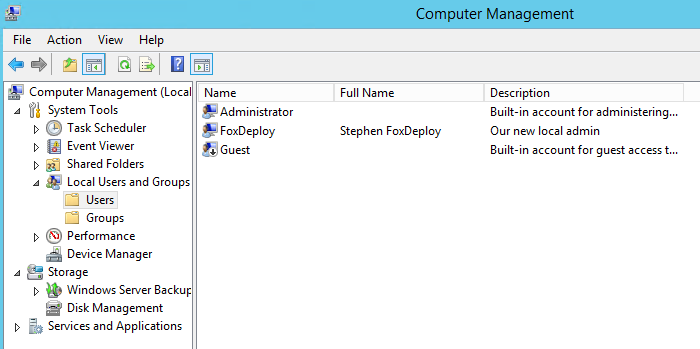 Computer Management
File Action View Help
Computer Management (Local
System Tools
Task Scheduler
Event Viewer
Shared Folders
Local Users and Groups
Users
Groups
Performance
Device Manager
Storage
Windows Server Backup
Disk Management
Services and Applications
Name Full Name Description
Administrator Built-in account for administering...
FoxDeploy Stephen FoxDeploy Our new local admin
Guest Built-in account for guest access t...